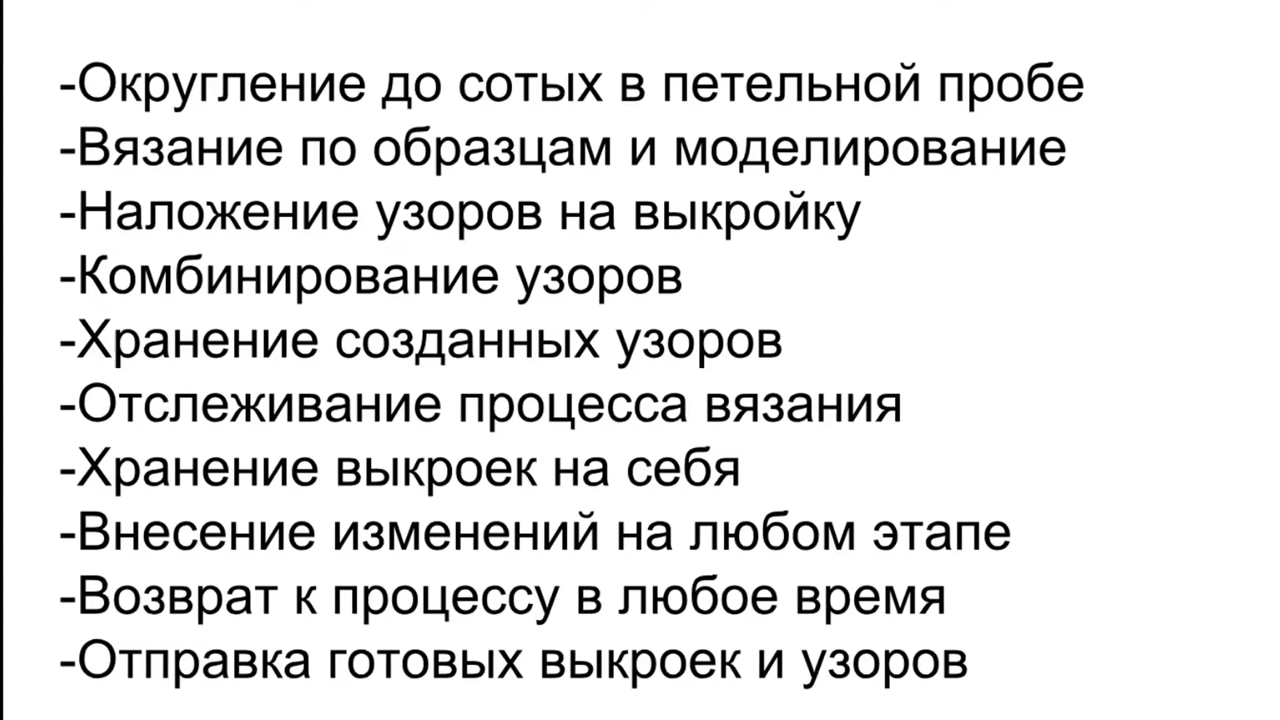 -Округление до сотых в петельной пробе
-Вязание по образцам и моделирование
-Наложение узоров на выкройку
-Комбинирование узоров
-Хранение созданных узоров
-Отслеживание процесса вязания
-Хранение выкроек на себя
-Внесение изменений на любом этапе
-Возврат к процессу в любое время
-Отправка готовых выкроек и узоров